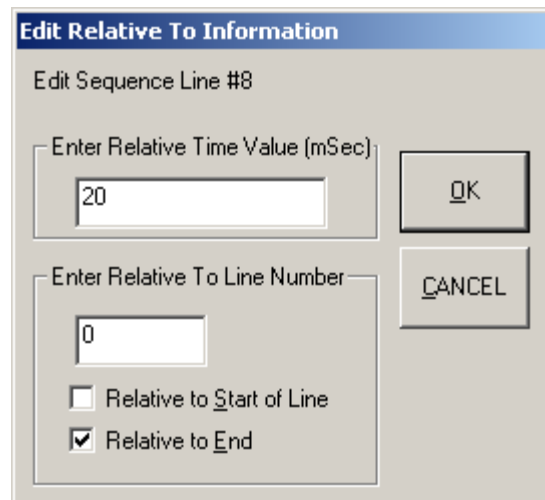 Edit Relative To Information
Edit Sequence Line #8
Enter Relative Time Value (mSec)
20
OK
Enter Relative To Line Number
CANCEL
0
Relative to Start of Line
Relative to End